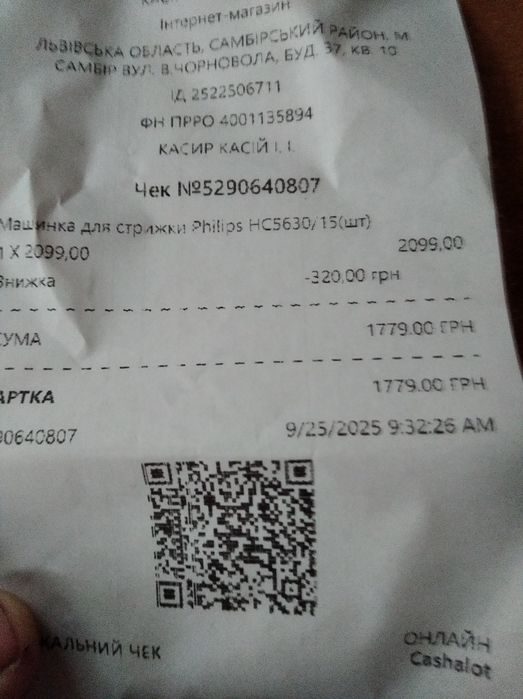 Інтернет-магазин
ЛЬВІВСЬКА ОБЛАСТЬ, САМБІРСЬКИЙ РАЙОН, М.
САМБІР ВУЛ. В.ЧОРНОВОЛА, БУД. 37, КВ. 10
ІД 2522506711
ФН ПРРО 4001135894
КАСИР КАСІЙ І. І.
Чек №5290640807
Машинка для стрижки Philips HC5630/15(шт)
1 X 2099,00 2099,00
Знижка -320,00 грн
СУМА 1779.00 ГРН
АРТКА 1779.00 ГРН
90640807 9/25/2025 9:32:26 AM
КАЛЬНИЙ ЧЕК ОНЛАЙН
Cashalot